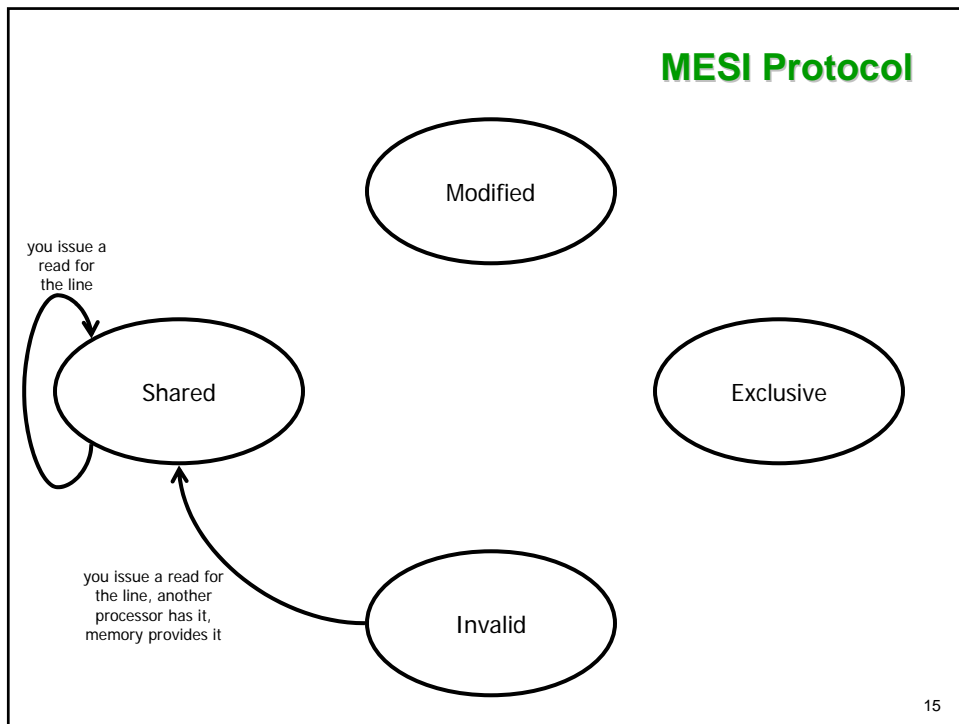 MESI Protocol
Modified
you issue a
read for
the line
Shared
Exclusive
you issue a read for
the line, another
processor has it,
memory provides it
Invalid
15